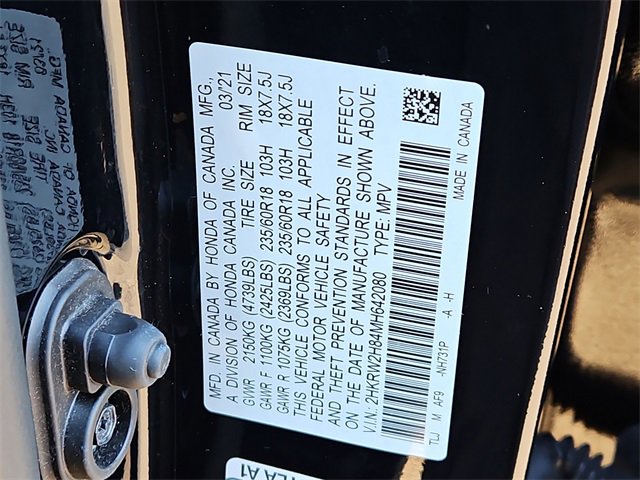 MFD. IN CANADA BY HONDA OF CANADA MFG.,
A DIVISION OF HONDA CANADA INC. 03/21
GVWR 2150KG (4739LBS) TIRE SIZE RIM SIZE
GAWR F 1100KG (2425LBS) 235/60R18 103H 18X7.5J
GAWR R 1075KG (2369LBS) 235/60R18 103H 18X7.5J
THIS VEHICLE CONFORMS TO ALL APPLICABLE
FEDERAL MOTOR VEHICLE SAFETY
AND THEFT PREVENTION STANDARDS IN EFFECT
ON THE DATE OF MANUFACTURE SHOWN ABOVE.
V.I.N.: 2HKRW2H84MH642080 TYPE: MPV
TLJ M AF9 -NH731P -A -H
MADE IN CANADA